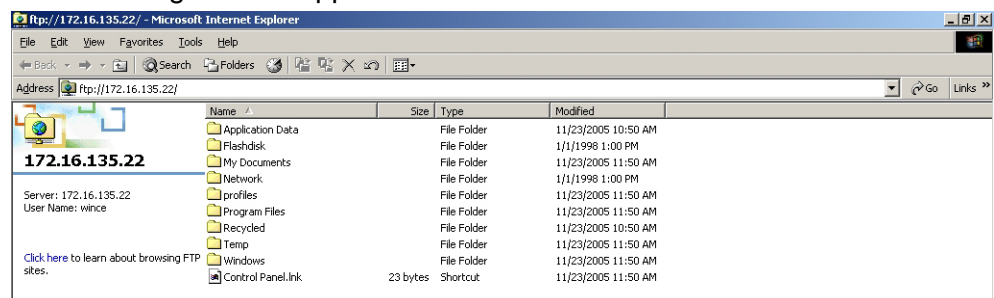 ftp://172.16.135.22/ - Microsoft Internet Explorer
File Edit View Favorites Tools Help
Back Search Folders
Address ftp://172.16.135.22/ Go Links »
Name Size Type Modified
172.16.135.22
Server: 172.16.135.22
User Name: wince
Click here to learn about browsing FTP
sites.
Application Data File Folder 11/23/2005 10:50 AM
Flashdisk File Folder 1/1/1998 1:00 PM
My Documents File Folder 11/23/2005 11:50 AM
Network File Folder 1/1/1998 1:00 PM
profiles File Folder 11/23/2005 11:50 AM
Program Files File Folder 11/23/2005 11:50 AM
Recycled File Folder 11/23/2005 10:50 AM
Temp File Folder 11/23/2005 11:50 AM
Windows File Folder 11/23/2005 11:50 AM
Control Panel.lnk 23 bytes Shortcut 11/23/2005 11:50 AM